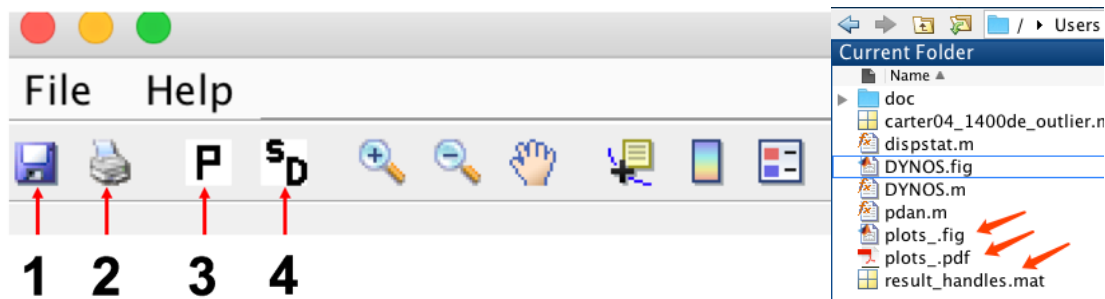 File Help
P SD
1 2 3 4
/ ▸ Users
Current Folder
Name ▲
doc
carter04_1400de_outlier.n
dispstat.m
DYNOS.fig
DYNOS.m
pdan.m
plots_.fig
plots_.pdf
result_handles.mat